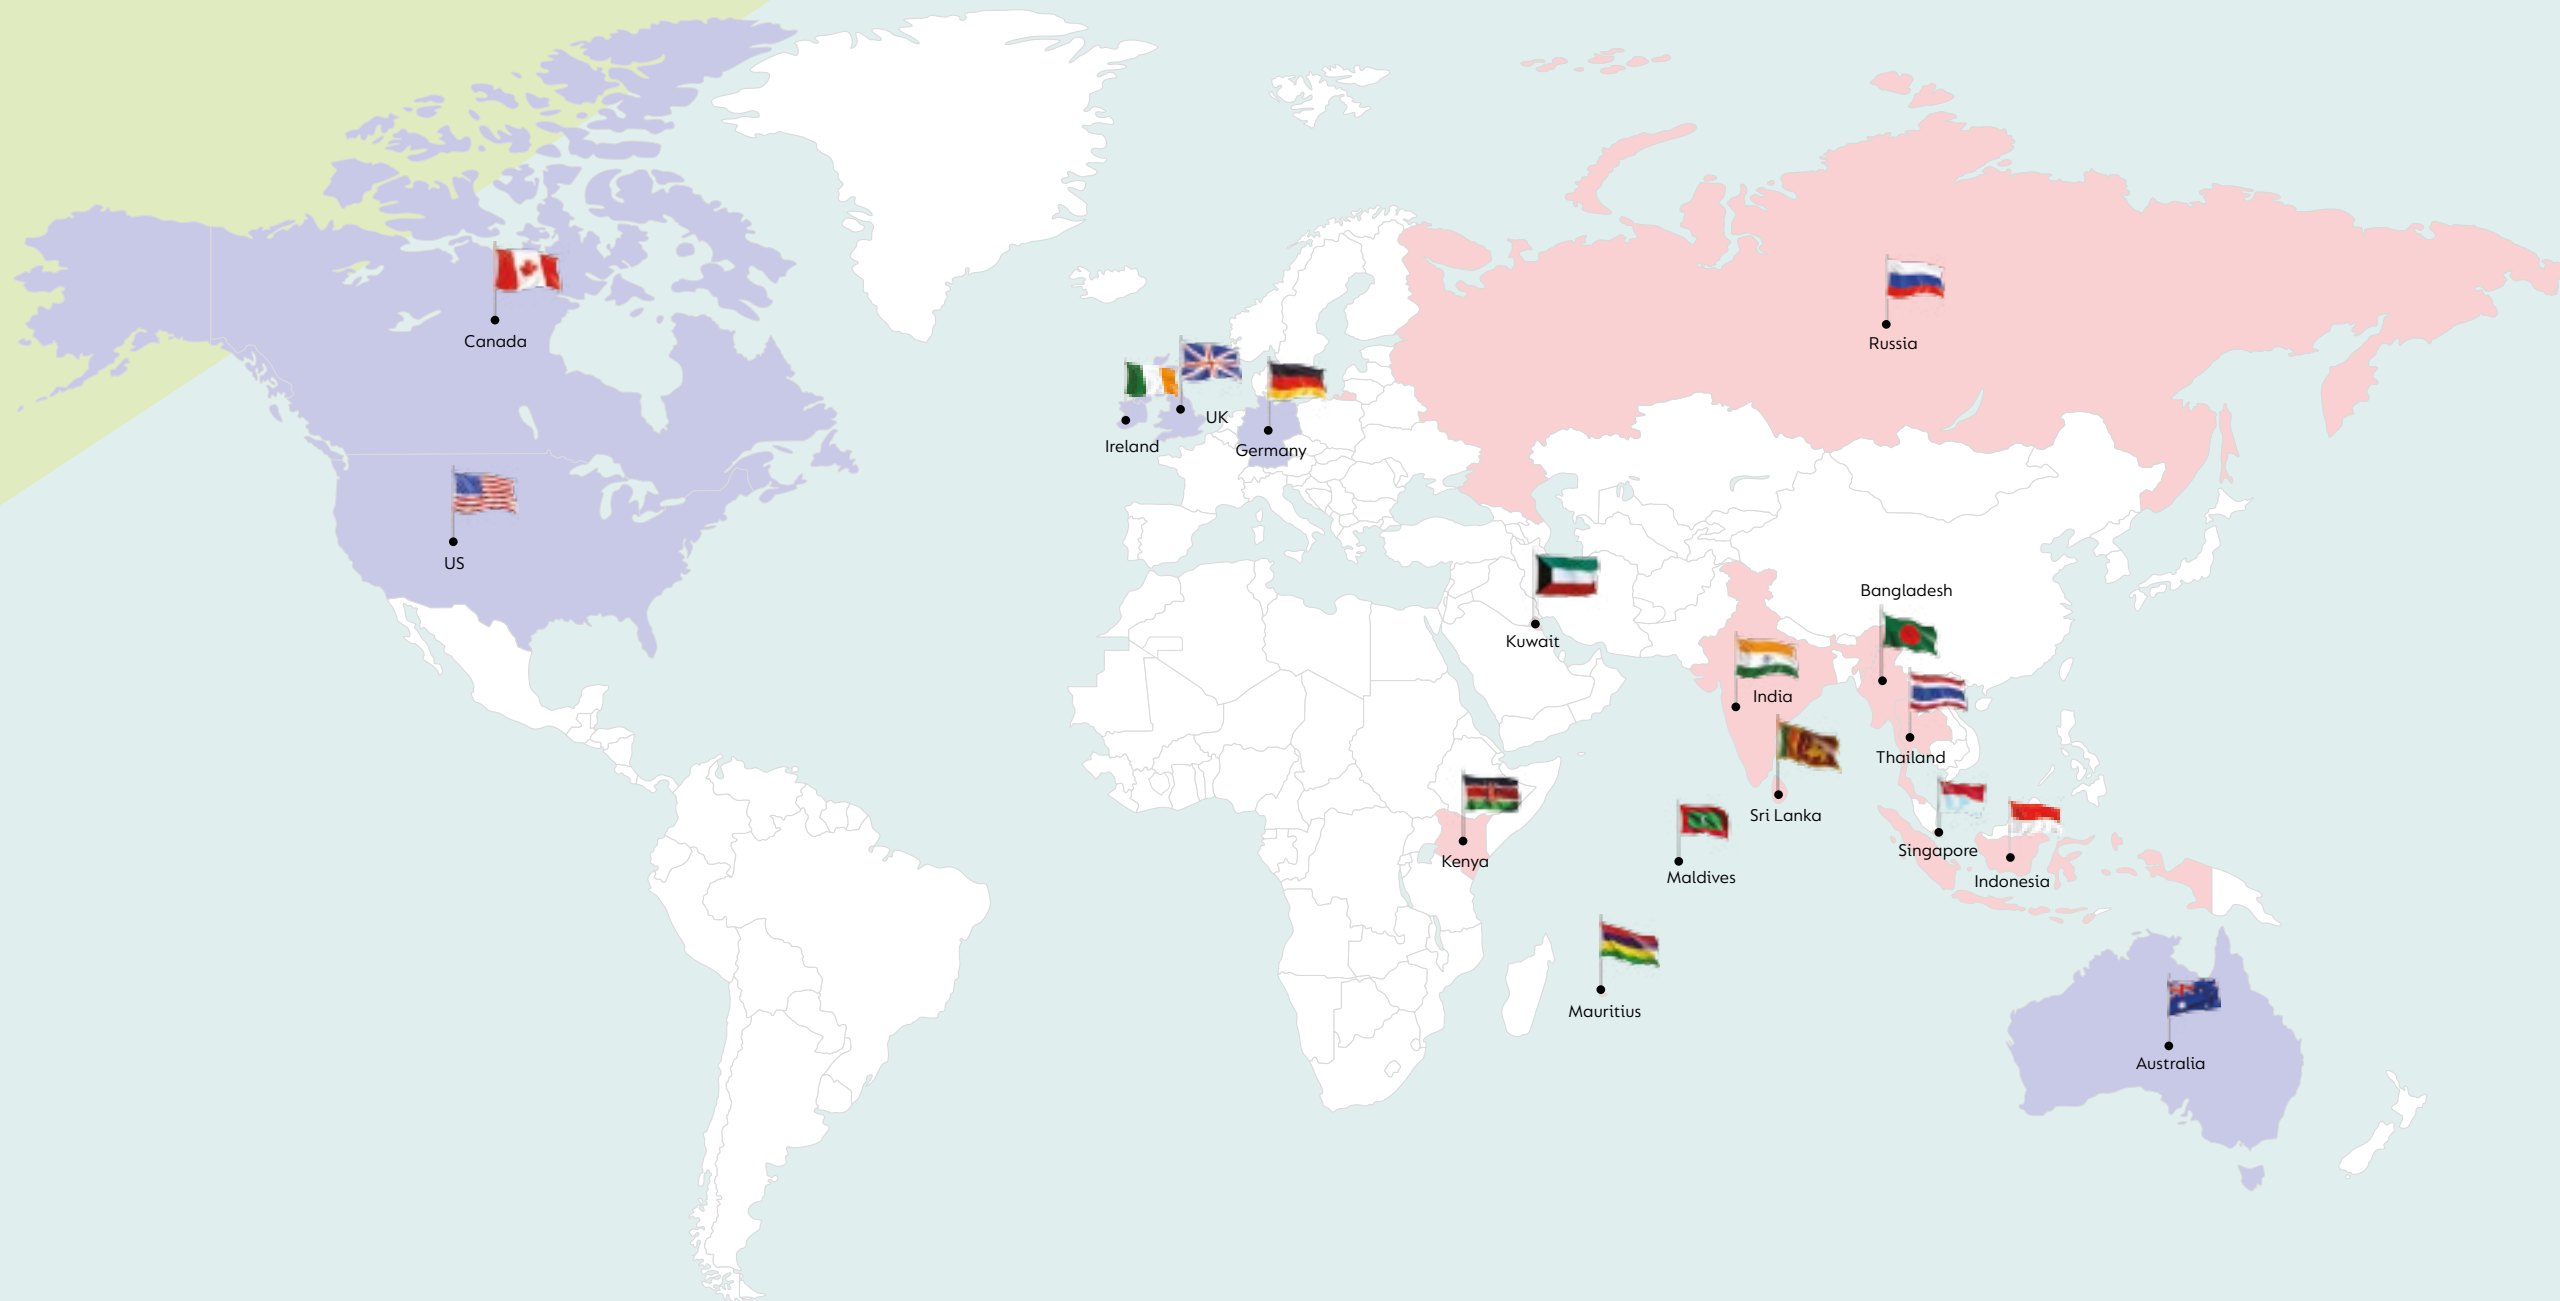 Canada
Russia
UK
Ireland
Germany
US
Bangladesh
Kuwait
India
Thailand
Sri Lanka
Singapore
Kenya
Maldives
Indonesia
Mauritius
Australia